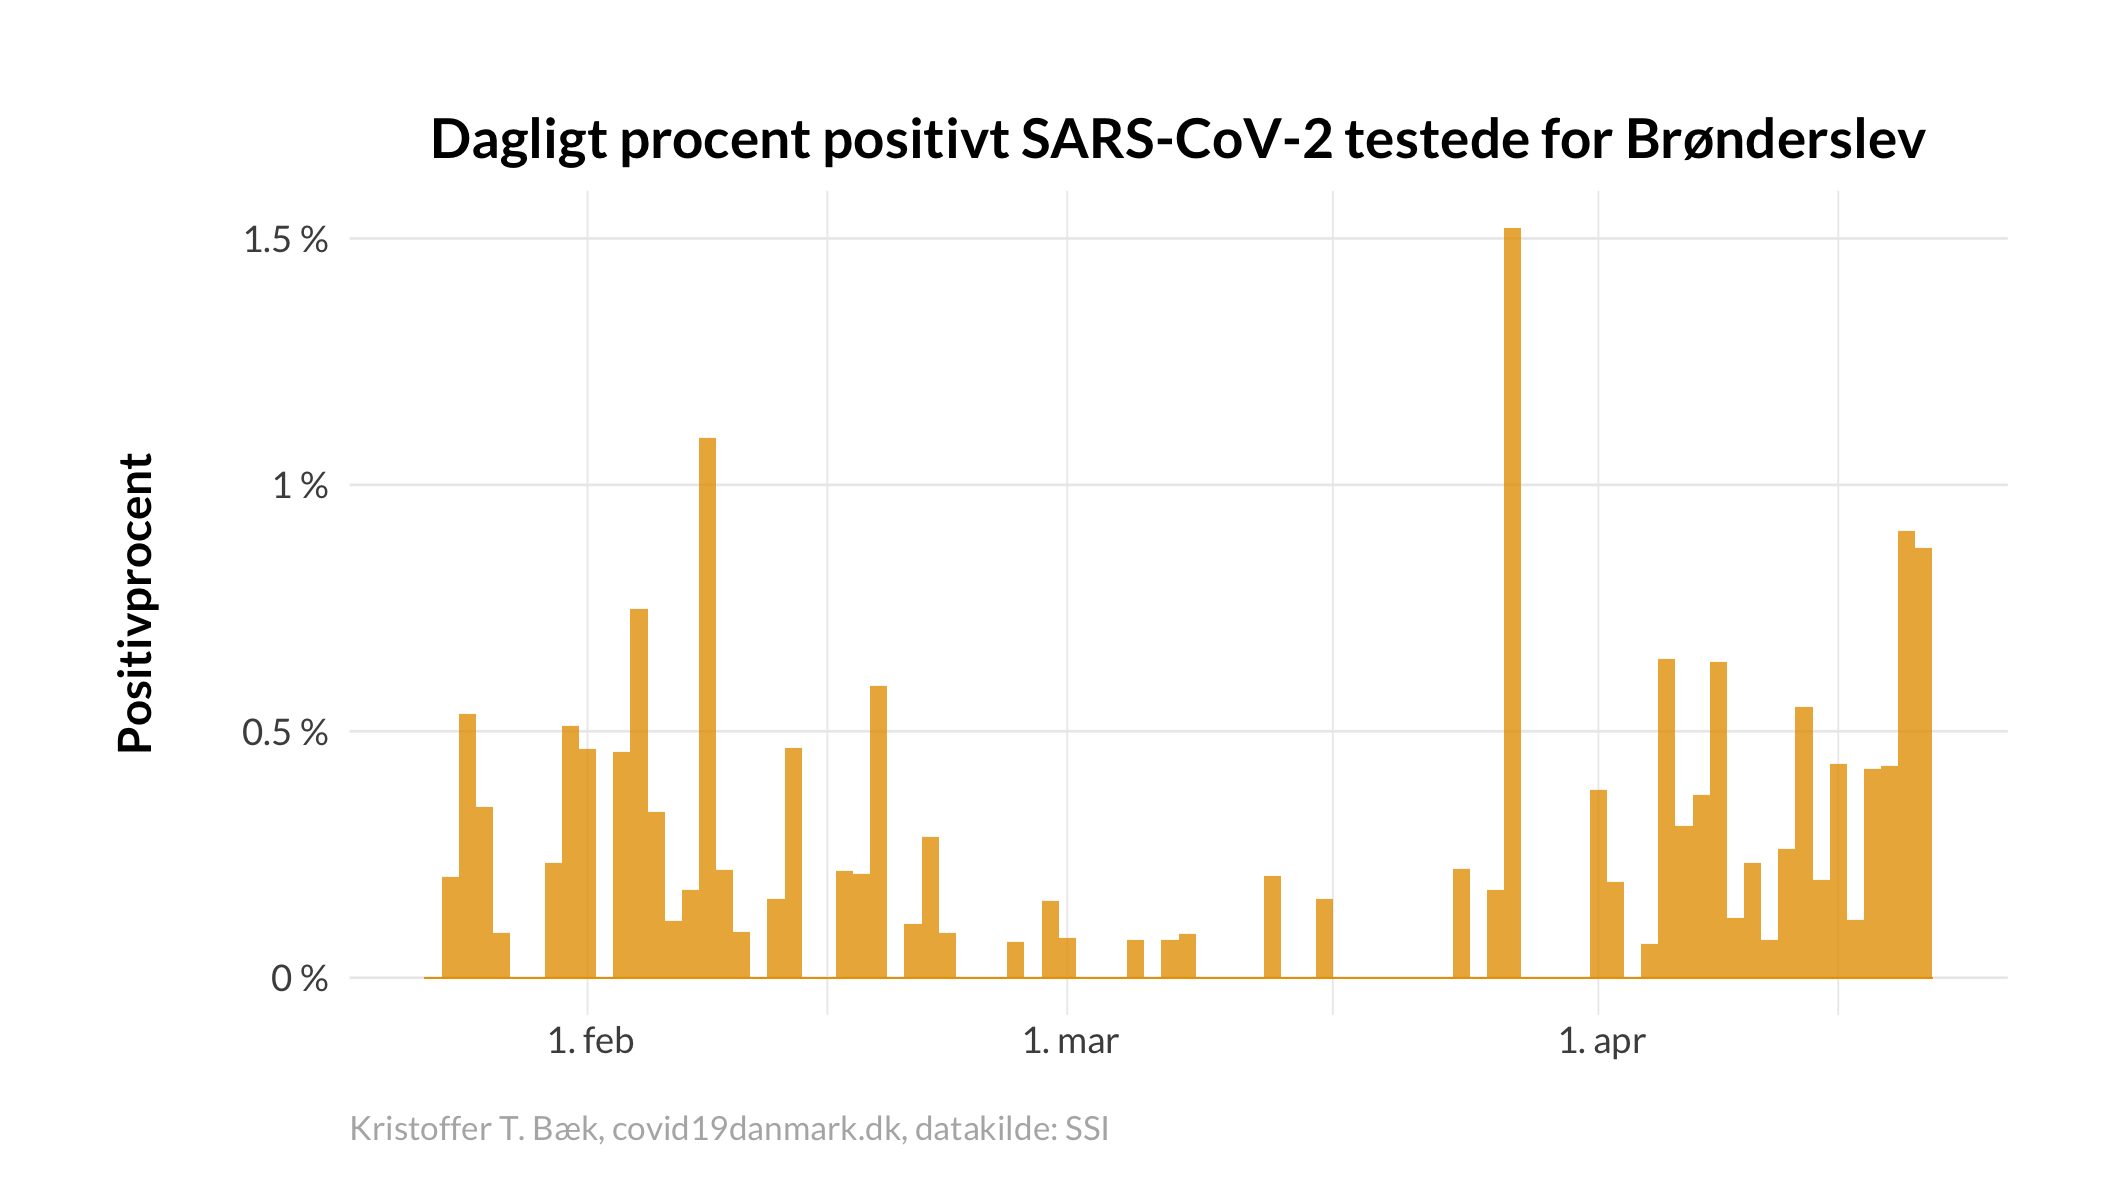 Dagligt procent positivt SARS-CoV-2 testede for Brønderslev
Positivprocent
1.5 %
1 %
0.5 %
0 %
1. feb
1. mar
1. apr
Kristoffer T. Bæk, covid19danmark.dk, datakilde: SSI